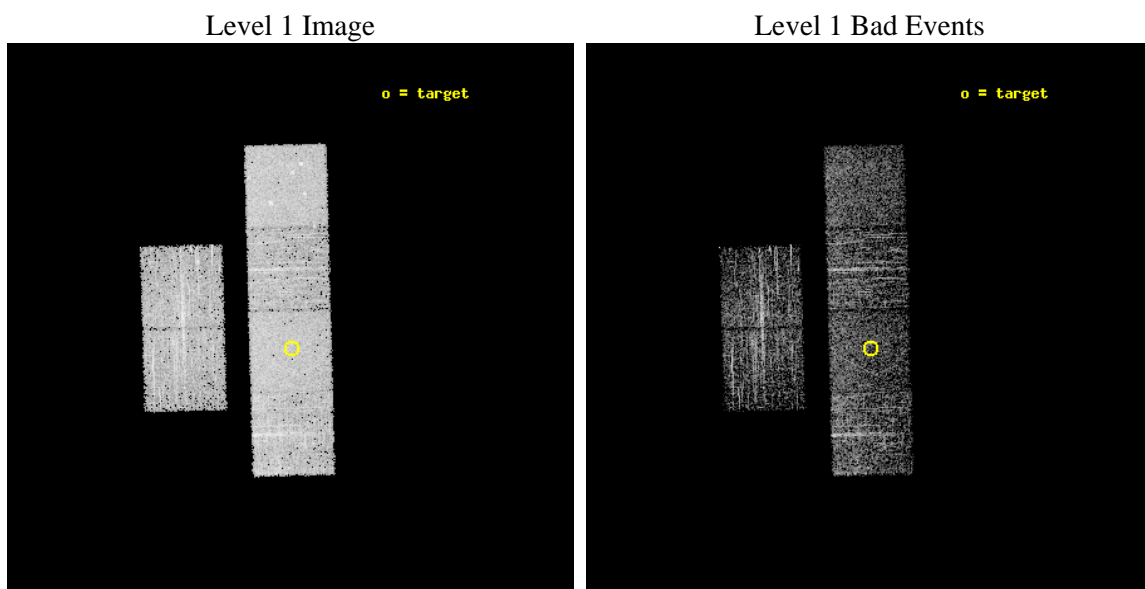 Level 1 Image
Level 1 Bad Events
o = target
o = target